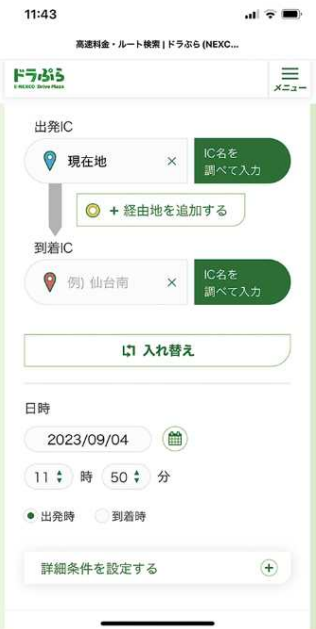 11:43
高速料金・ルート検索 | ドラぷら (NEXC...
ドラぷら
E-NEXCO Drive Plaza
メニュー
出発IC
現在地 ×
IC名を
調べて入力
+ 経由地を追加する
到着IC
例) 仙台南 ×
IC名を
調べて入力
入れ替え
日時
2023/09/04
11 時 50 分
出発時 到着時
詳細条件を設定する +